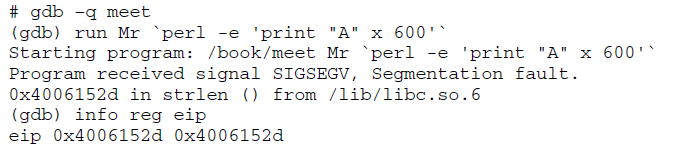 # gdb -q meet
(gdb) run Mr `perl -e 'print "A" x 600'`
Starting program: /book/meet Mr `perl -e 'print "A" x 600'`
Program received signal SIGSEGV, Segmentation fault.
0x4006152d in strlen () from /lib/libc.so.6
(gdb) info reg eip
eip 0x4006152d 0x4006152d